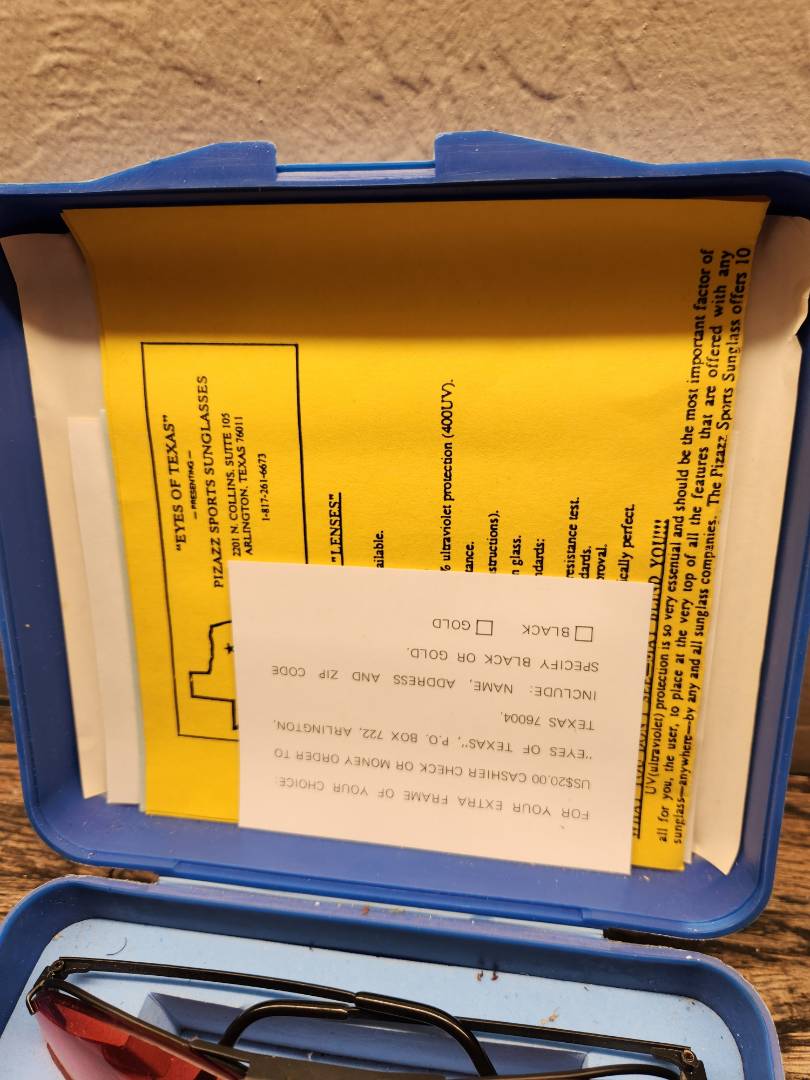 "EYES OF TEXAS"
— PRESENTING —
PIZAZZ SPORTS SUNGLASSES
2201 N. COLLINS, SUITE 105
ARLINGTON, TEXAS 76011
1-817-261-6673
"LENSES"
ailable.
% ultraviolet protection (400UV).
tance.
structions).
n glass.
ndards:
resistance test.
dards.
roval.
ically perfect.
UV(ultraviolet) protection is so very essential and should be the most important factor of
all for you, the user, to place at the very top of all the features that are offered with any
sunglass—anywhere—by any and all sunglass companies. The Pizazz Sports Sunglass offers 10
FOR YOUR EXTRA FRAME OF YOUR CHOICE:
US$20.00 CASHIER CHECK OR MONEY ORDER TO
"EYES OF TEXAS", P.O. BOX 722, ARLINGTON,
TEXAS 76004.
INCLUDE: NAME, ADDRESS AND ZIP CODE
SPECIFY BLACK OR GOLD.
☐ BLACK ☐ GOLD